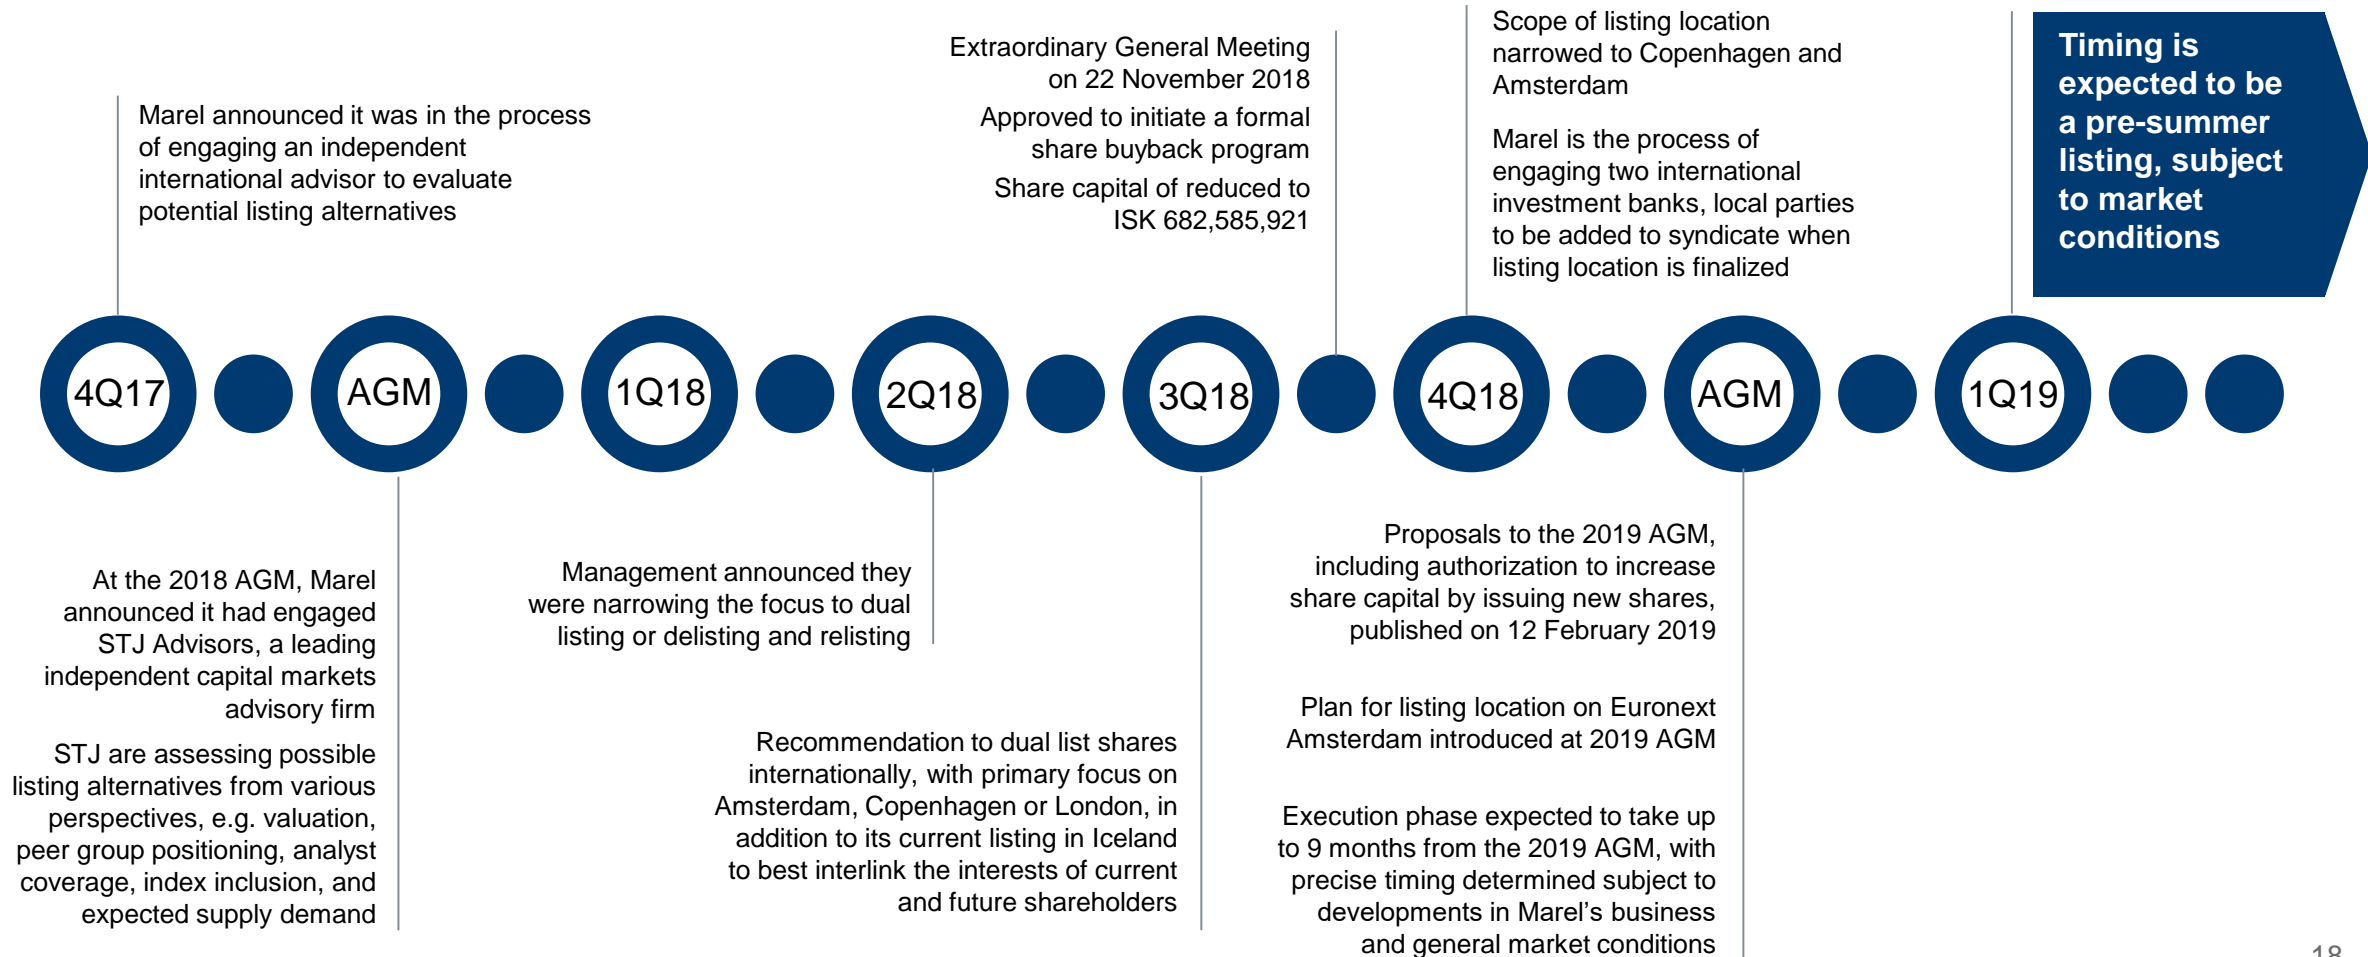 Marel announced it was in the process
of engaging an independent
international advisor to evaluate
potential listing alternatives
Extraordinary General Meeting
on 22 November 2018
Approved to initiate a formal
share buyback program
Share capital of reduced to
ISK 682,585,921
Scope of listing location
narrowed to Copenhagen and
Amsterdam
Marel is the process of
engaging two international
investment banks, local parties
to be added to syndicate when
listing location is finalized
Timing is
expected to be
a pre-summer
listing, subject
to market
conditions
4Q17
AGM
1Q18
2Q18
3Q18
4Q18
AGM
1Q19
At the 2018 AGM, Marel
announced it had engaged
STJ Advisors, a leading
independent capital markets
advisory firm
STJ are assessing possible
listing alternatives from various
perspectives, e.g. valuation,
peer group positioning, analyst
coverage, index inclusion, and
expected supply demand
Management announced they
were narrowing the focus to dual
listing or delisting and relisting
Recommendation to dual list shares
internationally, with primary focus on
Amsterdam, Copenhagen or London, in
addition to its current listing in Iceland
to best interlink the interests of current
and future shareholders
Proposals to the 2019 AGM,
including authorization to increase
share capital by issuing new shares,
published on 12 February 2019
Plan for listing location on Euronext
Amsterdam introduced at 2019 AGM
Execution phase expected to take up
to 9 months from the 2019 AGM, with
precise timing determined subject to
developments in Marel’s business
and general market conditions
18